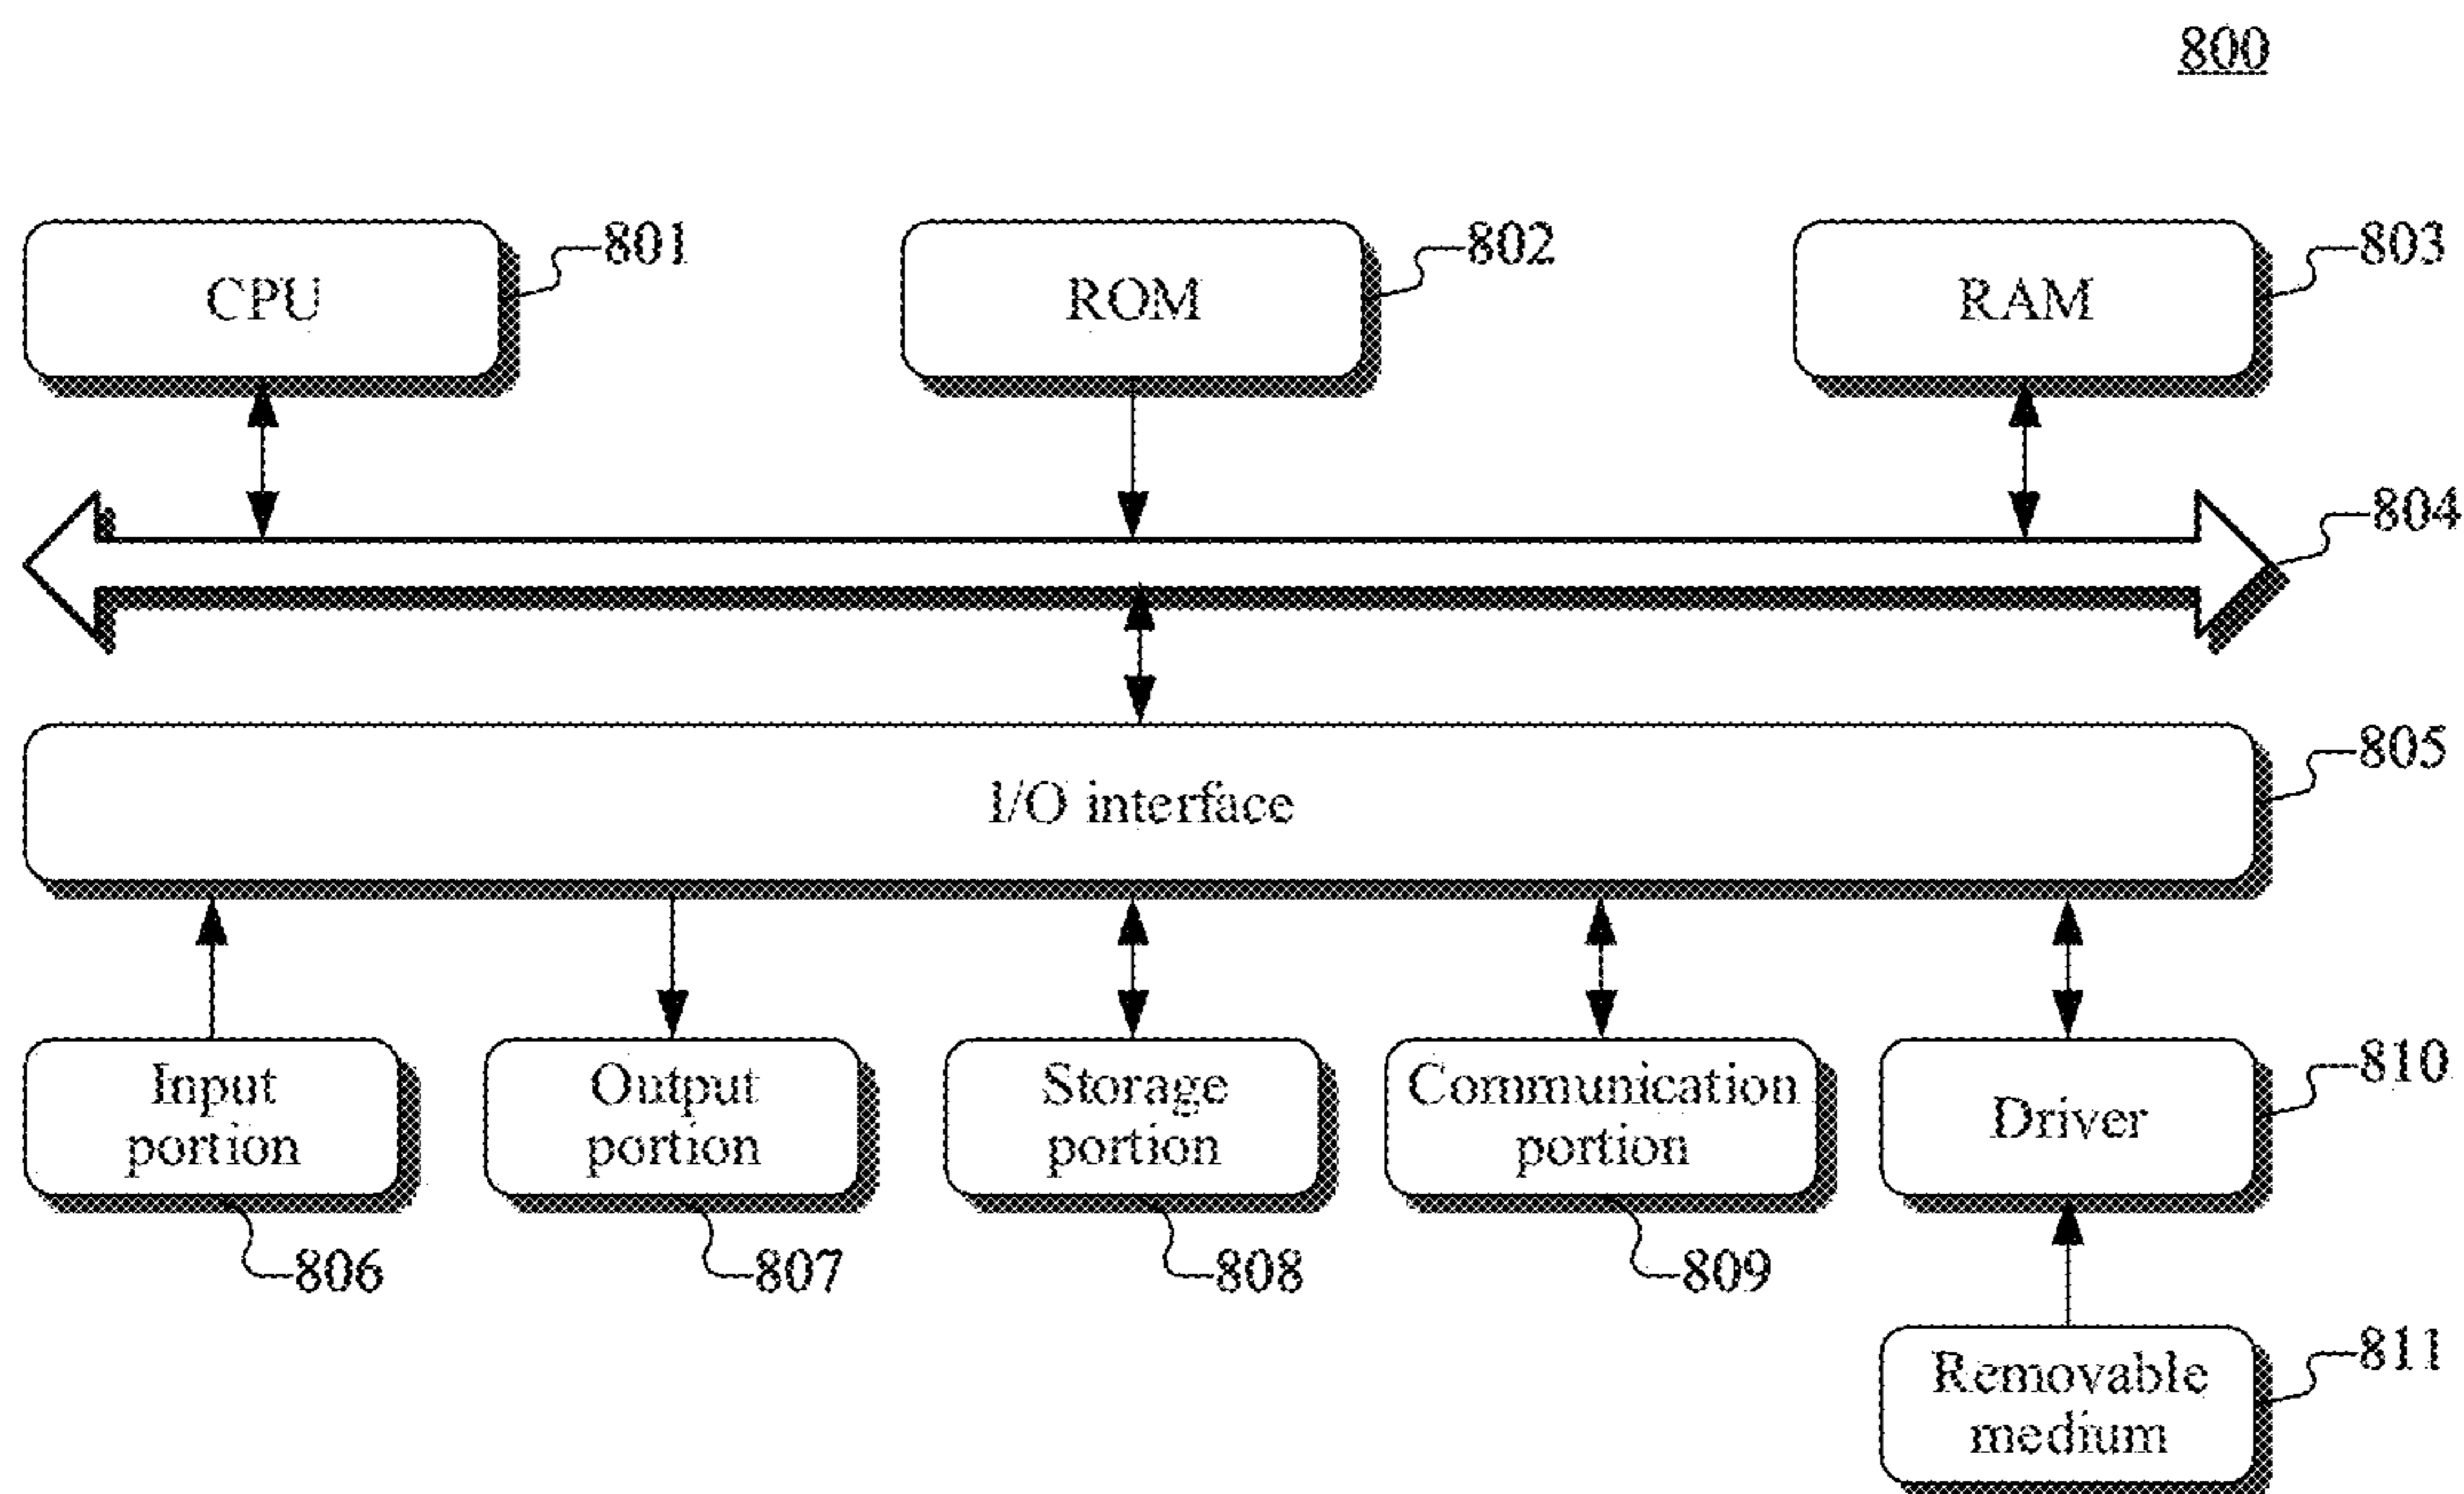 800
CPU
801
ROM
802
RAM
803
804
I/O interface
805
Input
portion
806
Output
portion
807
Storage
portion
808
Communication
portion
809
Driver
810
Removable
medium
811